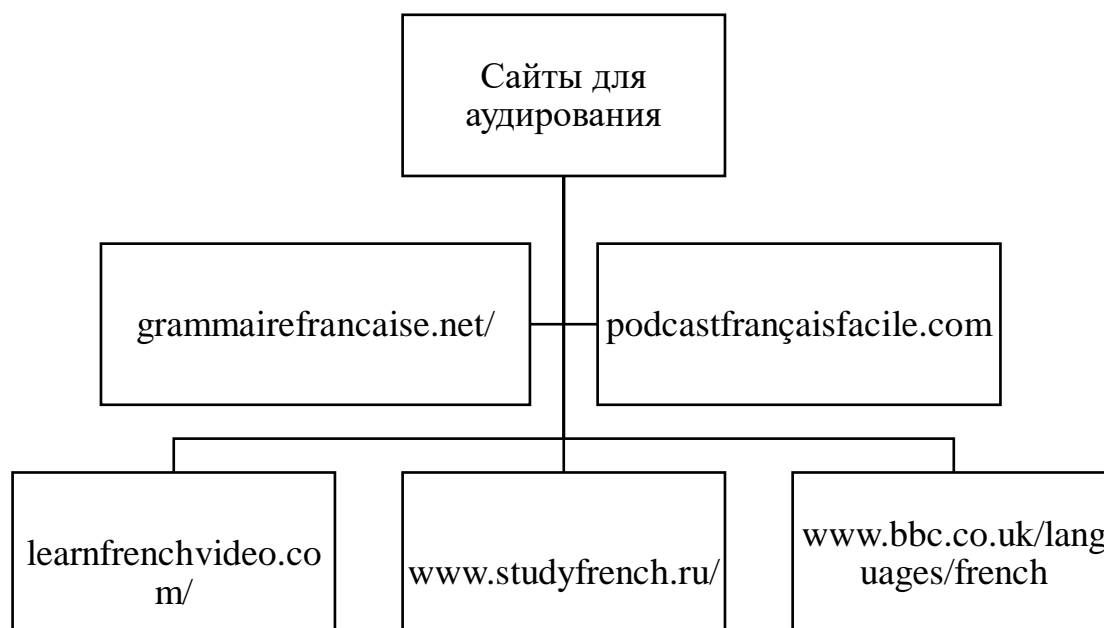 Сайты для
аудирования
grammairefrancaise.net/
podcastfrançaisfacile.com
learnfrenchvideo.co
m/
www.studyfrench.ru/
www.bbc.co.uk/lang
uages/french